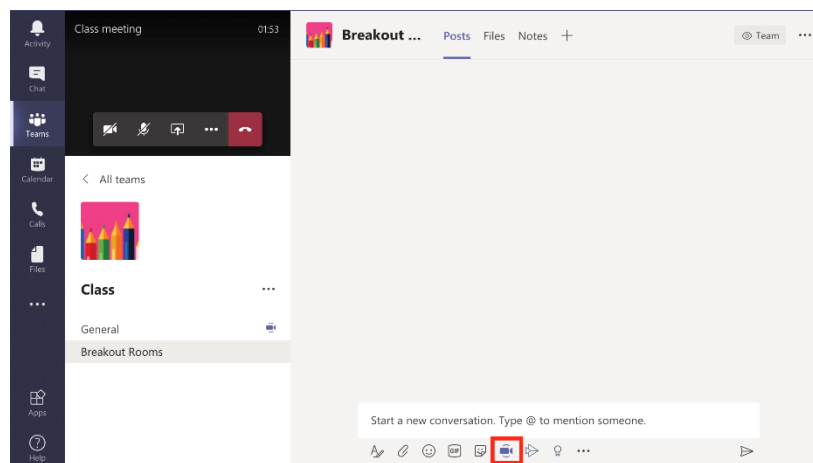 Activity
Chat
Teams
Calendar
Calls
Files
Apps
Help
Class meeting 01:53
< All teams
Class
General
Breakout Rooms
Breakout ... Posts Files Notes +
Team
Start a new conversation. Type @ to mention someone.
GIF